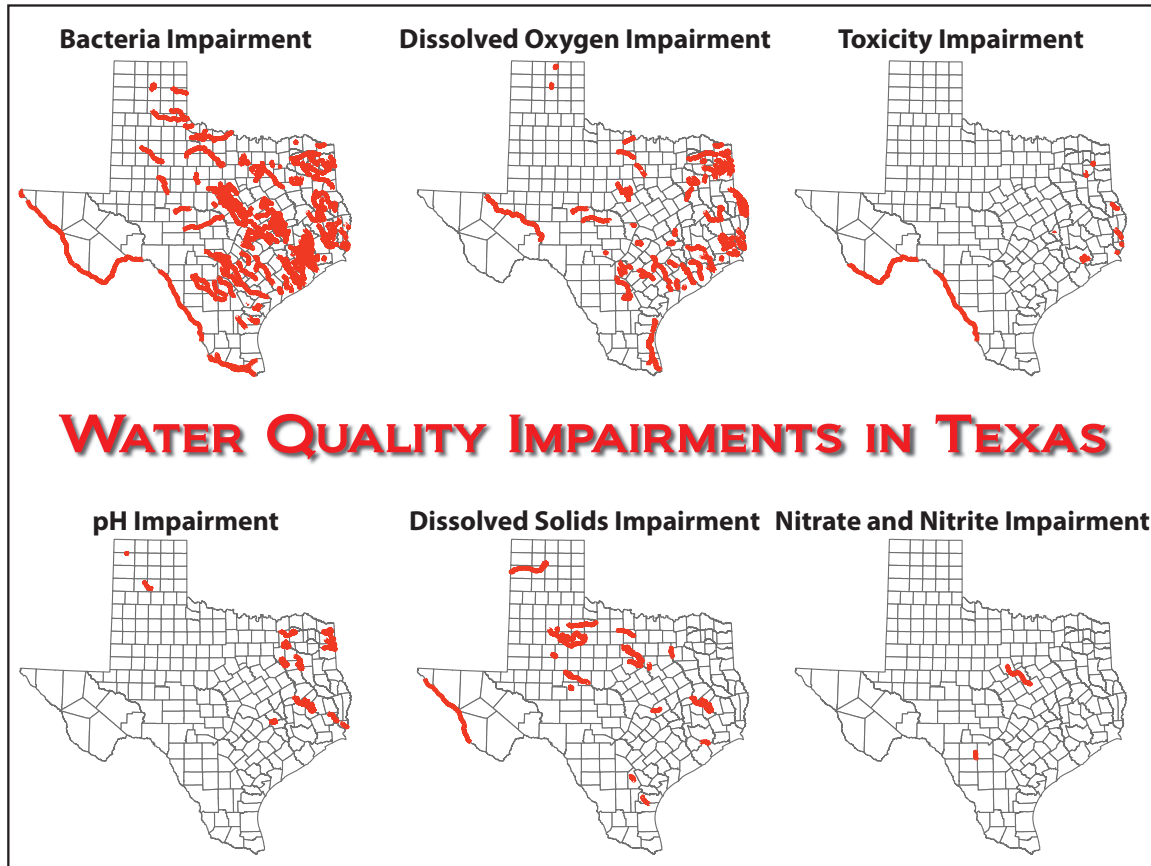 Bacteria Impairment
Dissolved Oxygen Impairment
Toxicity Impairment
Water Quality Impairments in Texas
pH Impairment
Dissolved Solids Impairment
Nitrate and Nitrite Impairment